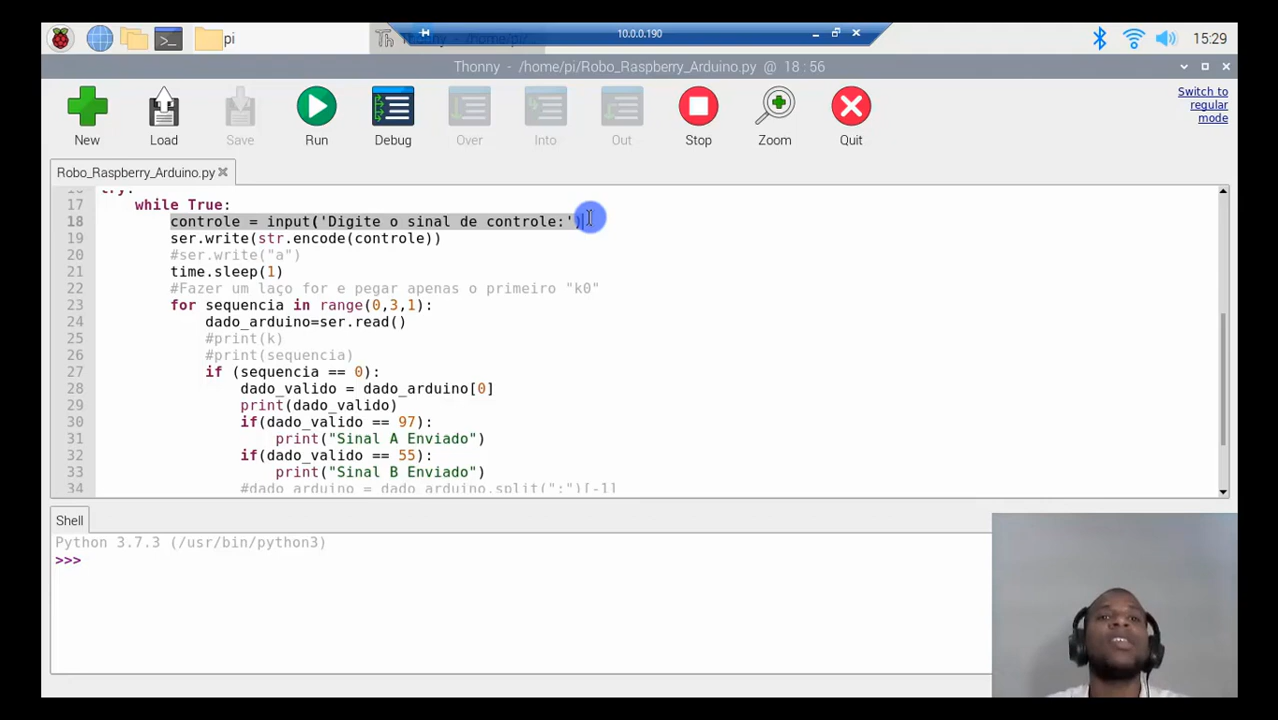 pi
Thonny - /home/pi/
10.0.0.190
15:29
Thonny - /home/pi/Robo_Raspberry_Arduino.py @ 18 : 56
New
Load
Save
Run
Debug
Over
Into
Out
Stop
Zoom
Quit
Switch to
regular
mode
Robo_Raspberry_Arduino.py
16 try:
17 while True:
18 controle = input('Digite o sinal de controle:')
19 ser.write(str.encode(controle))
20 #ser.write("a")
21 time.sleep(1)
22 #Fazer um laço for e pegar apenas o primeiro "k0"
23 for sequencia in range(0,3,1):
24 dado_arduino=ser.read()
25 #print(k)
26 #print(sequencia)
27 if (sequencia == 0):
28 dado_valido = dado_arduino[0]
29 print(dado_valido)
30 if(dado_valido == 97):
31 print("Sinal A Enviado")
32 if(dado_valido == 55):
33 print("Sinal B Enviado")
34 #dado_arduino = dado_arduino.split(":")[-1]
Shell
Python 3.7.3 (/usr/bin/python3)
>>>